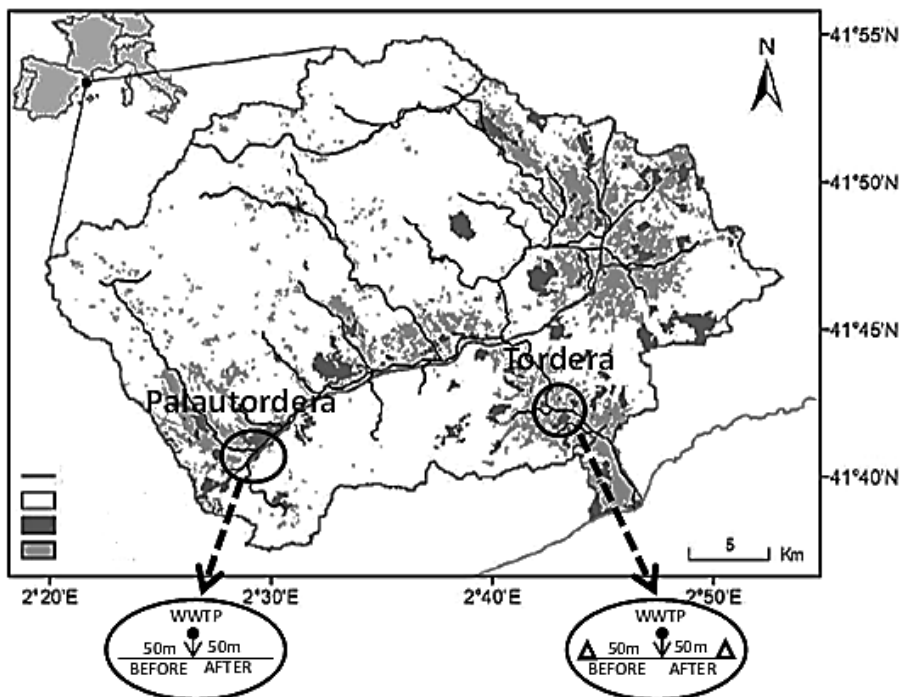 41°55'N
N
41°50'N
41°45'N
Tordera
Palautordera
41°40'N
5 Km
2°20'E 2°30'E 2°40'E 2°50'E
WWTP
50m 50m
BEFORE AFTER
WWTP
50m 50m
BEFORE AFTER